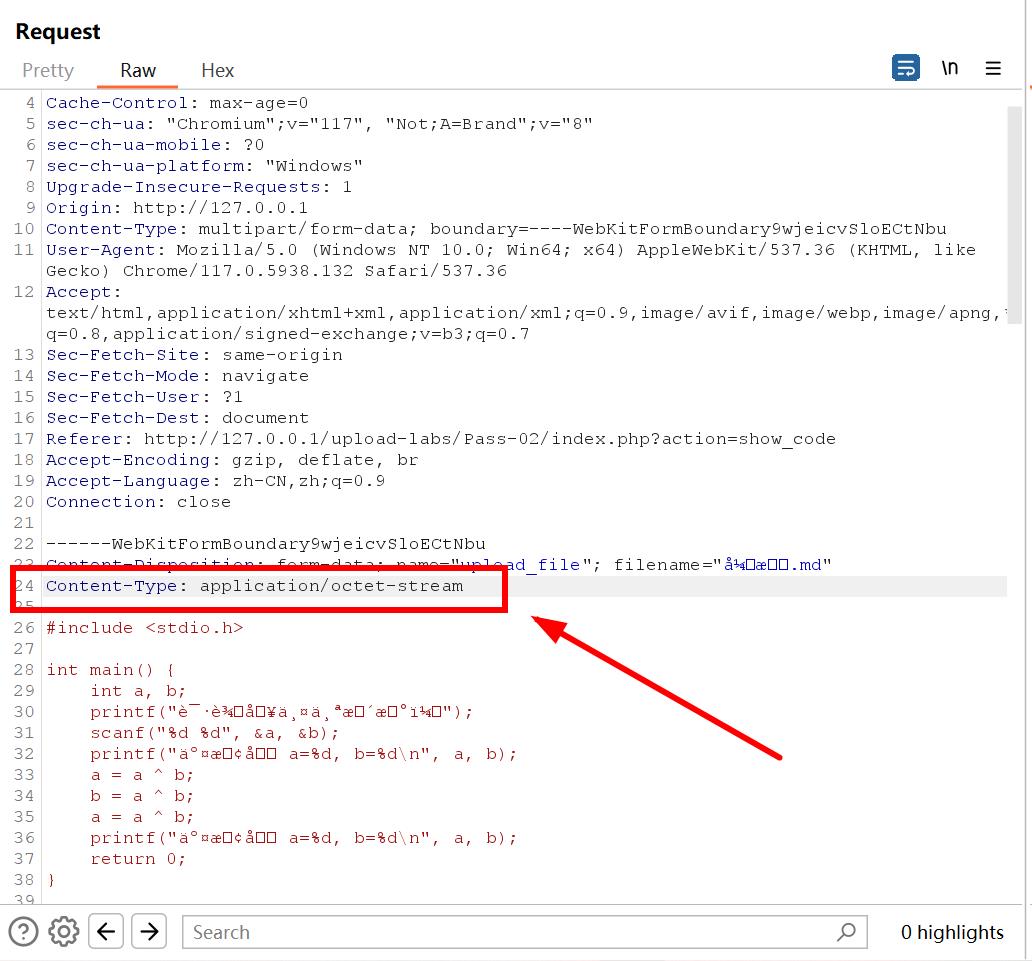 Request
Pretty Raw Hex \n
4 Cache-Control: max-age=0
5 sec-ch-ua: "Chromium";v="117", "Not;A=Brand";v="8"
6 sec-ch-ua-mobile: ?0
7 sec-ch-ua-platform: "Windows"
8 Upgrade-Insecure-Requests: 1
9 Origin: http://127.0.0.1
10 Content-Type: multipart/form-data; boundary=----WebKitFormBoundary9wjeicvSloECtNbu
11 User-Agent: Mozilla/5.0 (Windows NT 10.0; Win64; x64) AppleWebKit/537.36 (KHTML, like
Gecko) Chrome/117.0.5938.132 Safari/537.36
12 Accept:
text/html,application/xhtml+xml,application/xml;q=0.9,image/avif,image/webp,image/apng,
q=0.8,application/signed-exchange;v=b3;q=0.7
13 Sec-Fetch-Site: same-origin
14 Sec-Fetch-Mode: navigate
15 Sec-Fetch-User: ?1
16 Sec-Fetch-Dest: document
17 Referer: http://127.0.0.1/upload-labs/Pass-02/index.php?action=show_code
18 Accept-Encoding: gzip, deflate, br
19 Accept-Language: zh-CN,zh;q=0.9
20 Connection: close
21
22 ------WebKitFormBoundary9wjeicvSloECtNbu
23 Content-Disposition: form-data; name="upload_file"; filename="å¼□æ□□.md"
24 Content-Type: application/octet-stream
25
26 #include <stdio.h>
27
28 int main() {
29 int a, b;
30 printf("è¯·è¾□å□¥ä¸¤ä¸ªæ□´æ□°ï¼□");
31 scanf("%d %d", &a, &b);
32 printf("äº¤æ□¢å□□ a=%d, b=%d\n", a, b);
33 a = a ^ b;
34 b = a ^ b;
35 a = a ^ b;
36 printf("äº¤æ□¢å□□ a=%d, b=%d\n", a, b);
37 return 0;
38 }
39
Search 0 highlights